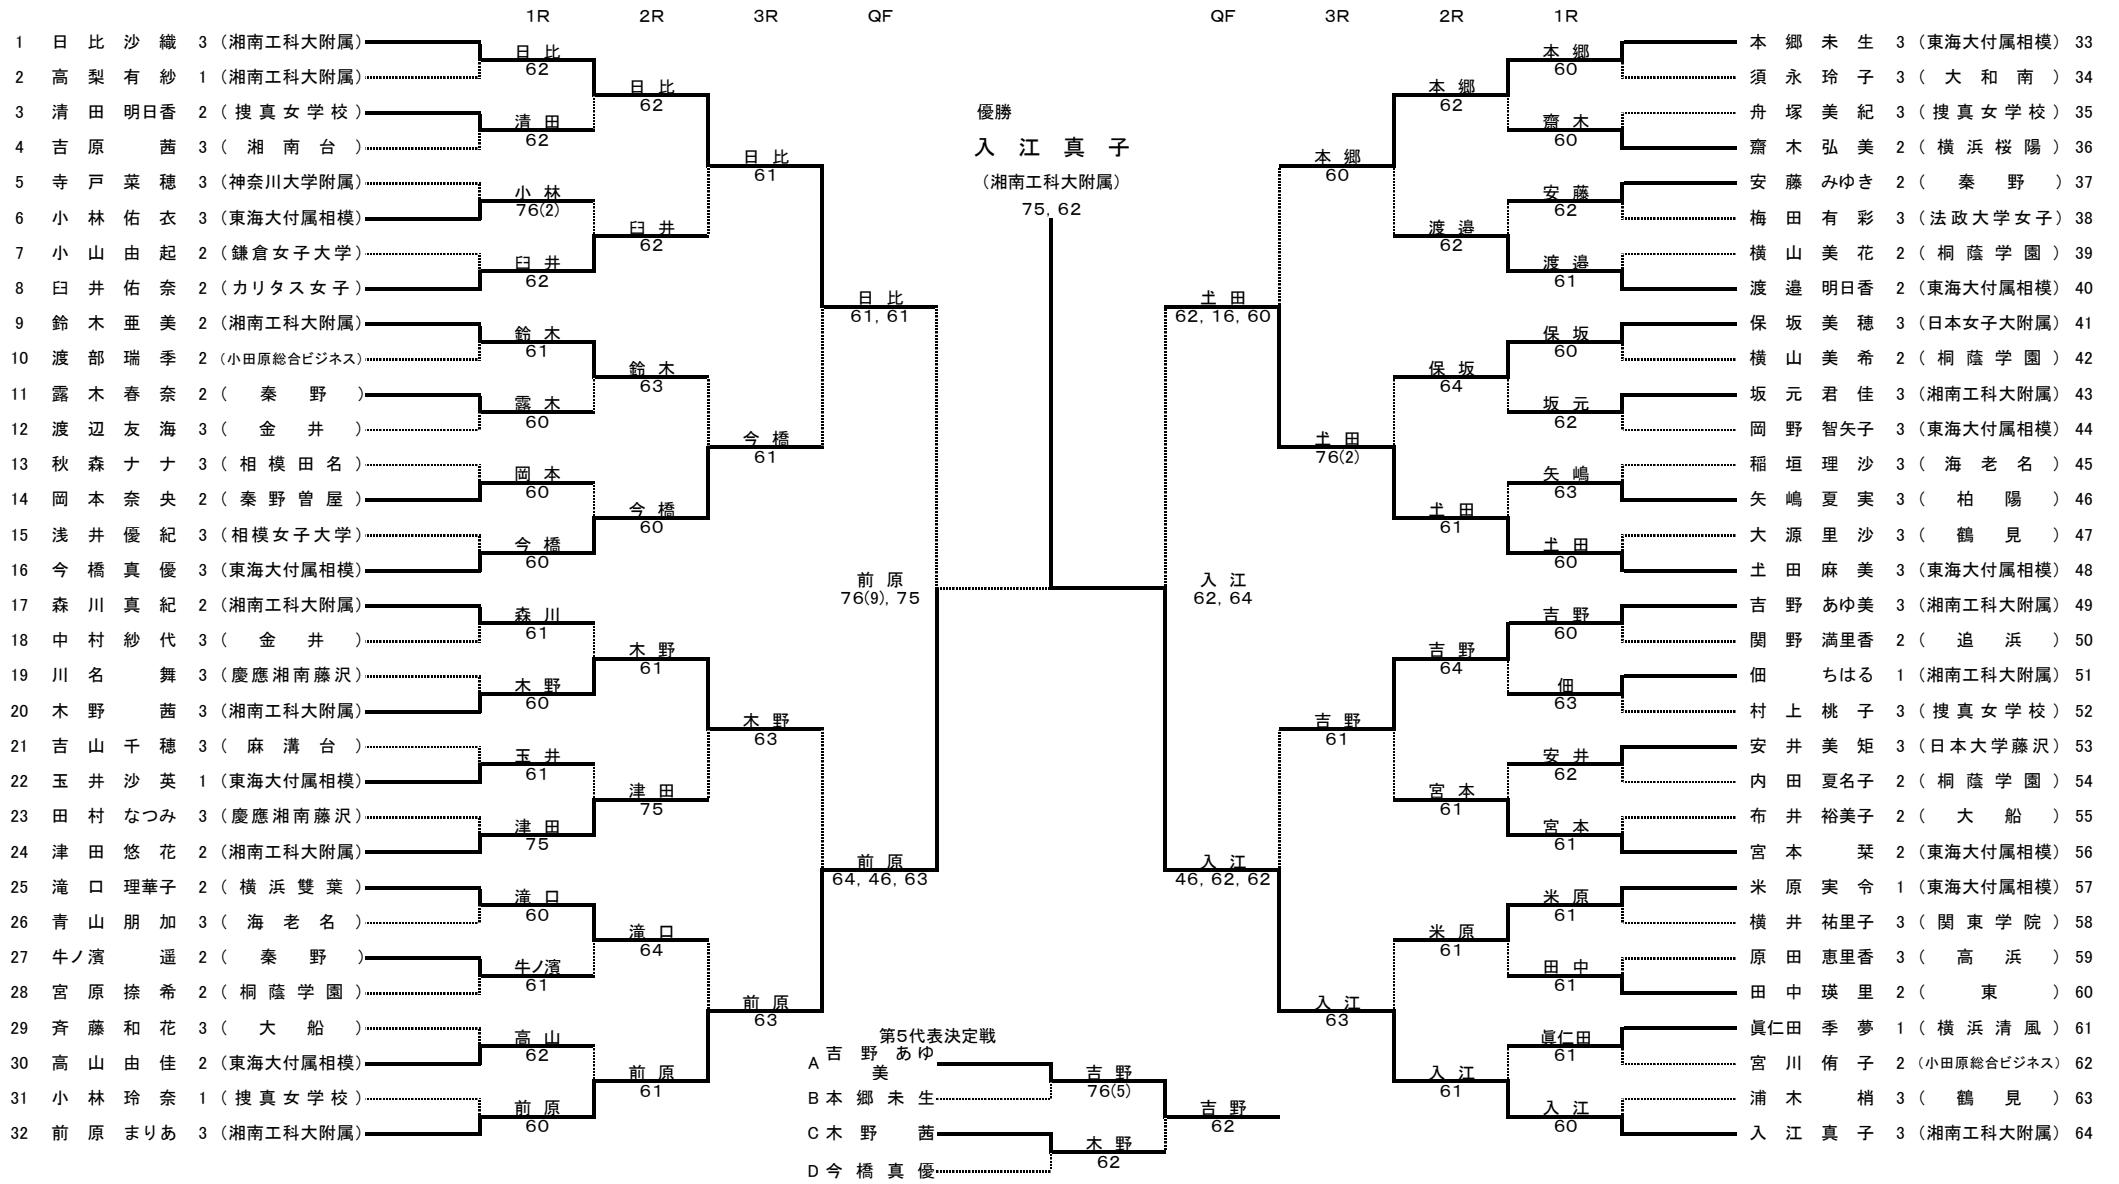 1R 2R 3R QF QF 3R 2R 1R
1 日比沙織 3 (湘南工科大附属)
2 高梨有紗 1 (湘南工科大附属)
3 清田明日香 2 (捜真女学校)
4 吉原茜 3 (湘南台)
5 寺戸菜穂 3 (神奈川大学附属)
6 小林佑衣 3 (東海大付属相模)
7 小山由起 2 (鎌倉女子大学)
8 臼井佑奈 2 (カリタス女子)
9 鈴木亜美 2 (湘南工科大附属)
10 渡部瑞季 2 (小田原総合ビジネス)
11 露木春奈 2 (秦野)
12 渡辺友海 3 (金井)
13 秋森ナナ 3 (相模田名)
14 岡本奈央 2 (秦野曽屋)
15 浅井優紀 3 (相模女子大学)
16 今橋真優 3 (東海大付属相模)
17 森川真紀 2 (湘南工科大附属)
18 中村紗代 3 (金井)
19 川名舞 3 (慶應湘南藤沢)
20 木野茜 3 (湘南工科大附属)
21 吉山千穂 3 (麻溝台)
22 玉井沙英 1 (東海大付属相模)
23 田村なつみ 3 (慶應湘南藤沢)
24 津田悠花 2 (湘南工科大附属)
25 滝口理華子 2 (横浜雙葉)
26 青山朋加 3 (海老名)
27 牛ノ濱遥 2 (秦野)
28 宮原捺希 2 (桐蔭学園)
29 斉藤和花 3 (大船)
30 高山由佳 2 (東海大付属相模)
31 小林玲奈 1 (捜真女学校)
32 前原まりあ 3 (湘南工科大附属)
日比
62
清田
62
小林
76(2)
臼井
62
鈴木
61
露木
60
岡本
60
今橋
60
森川
61
木野
60
玉井
61
津田
75
滝口
60
牛ノ濱
61
高山
62
前原
60
日比
62
臼井
62
鈴木
63
今橋
60
木野
61
津田
75
滝口
64
前原
61
日比
61
今橋
61
木野
63
前原
63
日比
61, 61
前原
64, 46, 63
前原
76(9), 75
優勝
入江真子
(湘南工科大附属)
75, 62
入江
62, 64
圡田
62, 16, 60
入江
46, 62, 62
本郷
60
圡田
76(2)
吉野
61
入江
63
本郷
62
渡邉
62
保坂
64
圡田
61
吉野
64
宮本
61
米原
61
入江
61
本郷
60
齋木
60
安藤
62
渡邉
61
保坂
60
坂元
62
矢嶋
63
圡田
60
吉野
60
佃
63
安井
62
宮本
61
米原
61
田中
61
眞仁田
61
入江
60
本郷未生 3 (東海大付属相模) 33
須永玲子 3 (大和南) 34
舟塚美紀 3 (捜真女学校) 35
齋木弘美 2 (横浜桜陽) 36
安藤みゆき 2 (秦野) 37
梅田有彩 3 (法政大学女子) 38
横山美花 2 (桐蔭学園) 39
渡邉明日香 2 (東海大付属相模) 40
保坂美穂 3 (日本女子大附属) 41
横山美希 2 (桐蔭学園) 42
坂元君佳 3 (湘南工科大附属) 43
岡野智矢子 3 (東海大付属相模) 44
稲垣理沙 3 (海老名) 45
矢嶋夏実 3 (柏陽) 46
大源里沙 3 (鶴見) 47
圡田麻美 3 (東海大付属相模) 48
吉野あゆ美 3 (湘南工科大附属) 49
関野満里香 2 (追浜) 50
佃ちはる 1 (湘南工科大附属) 51
村上桃子 3 (捜真女学校) 52
安井美矩 3 (日本大学藤沢) 53
内田夏名子 2 (桐蔭学園) 54
布井裕美子 2 (大船) 55
宮本栞 2 (東海大付属相模) 56
米原実令 1 (東海大付属相模) 57
横井祐里子 3 (関東学院) 58
原田恵里香 3 (高浜) 59
田中瑛里 2 (東) 60
眞仁田季夢 1 (横浜清風) 61
宮川侑子 2 (小田原総合ビジネス) 62
浦木梢 3 (鶴見) 63
入江真子 3 (湘南工科大附属) 64
第5代表決定戦
A 吉野あゆ
美
B 本郷未生
C 木野茜
D 今橋真優
吉野
76(5)
木野
62
吉野
62